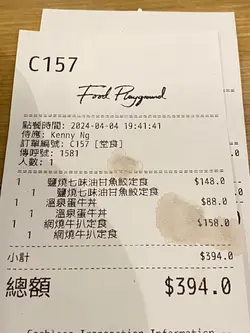 C157
Food Playground
點餐時間: 2024-04-04 19:41:41
侍應: Kenny Ng
訂單編號: C157 [堂食]
傳呼號: 1581
人數: 1
1 鹽燒七味油甘魚鮫定食 $148.0
1 鹽燒七味油甘魚鮫定食
1 溫泉蛋牛丼 $88.0
1 溫泉蛋牛丼
1 網燒牛扒定食 $158.0
1 網燒牛扒定食
小計 $394.0
總額 $394.0